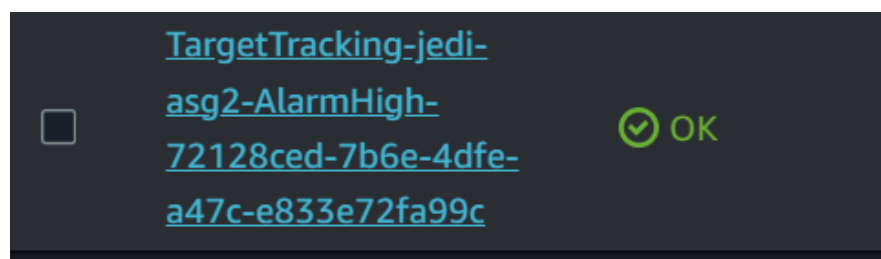 TargetTracking-jedi-
asg2-AlarmHigh-
72128ced-7b6e-4dfe-
a47c-e833e72fa99c
OK